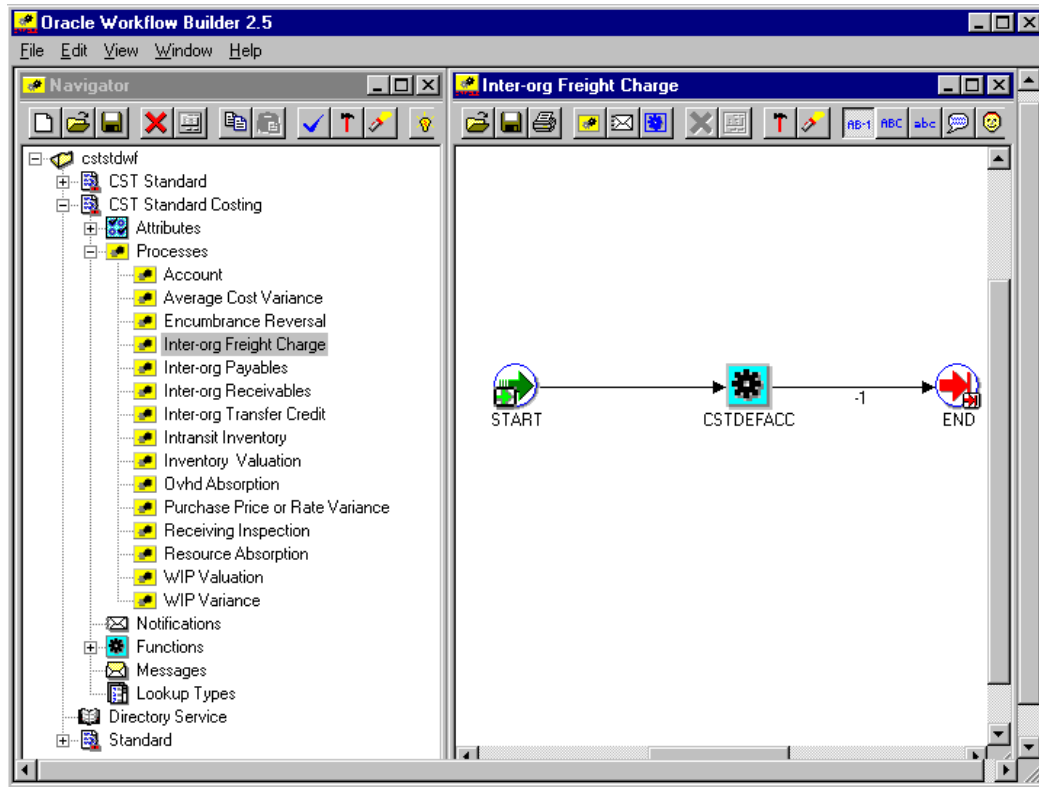 Oracle Workflow Builder 2.5
File Edit View Window Help
Navigator
cststdwf
CST Standard
CST Standard Costing
Attributes
Processes
Account
Average Cost Variance
Encumbrance Reversal
Inter-org Freight Charge
Inter-org Payables
Inter-org Receivables
Inter-org Transfer Credit
Intransit Inventory
Inventory Valuation
Ovhd Absorption
Purchase Price or Rate Variance
Receiving Inspection
Resource Absorption
WIP Valuation
WIP Variance
Notifications
Functions
Messages
Lookup Types
Directory Service
Standard
Inter-org Freight Charge
AB-1 ABC abc
START
CSTDEFACC
-1
END